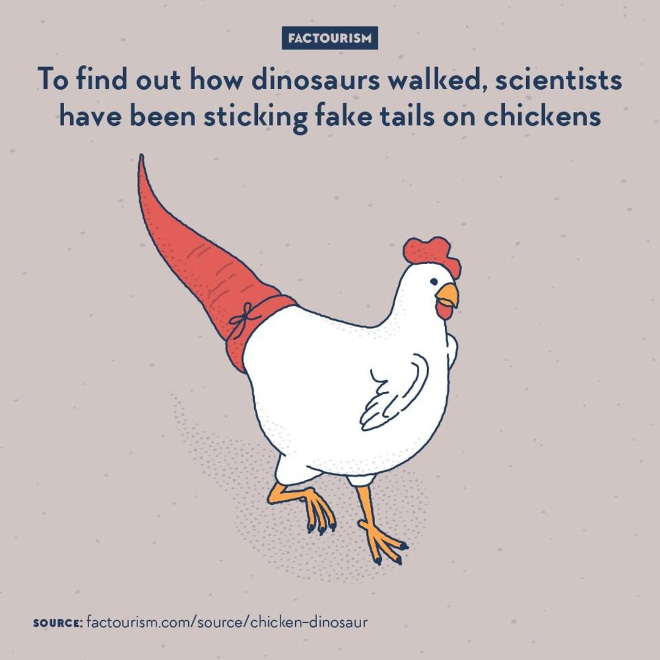 FACTOURISM
To find out how dinosaurs walked, scientists
have been sticking fake tails on chickens
SOURCE: factourism.com/source/chicken-dinosaur